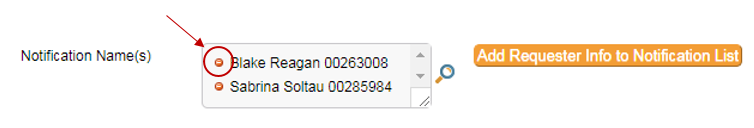 Notification Name(s)
Blake Reagan 00263008
Sabrina Soltau 00285984
Add Requester Info to Notification List